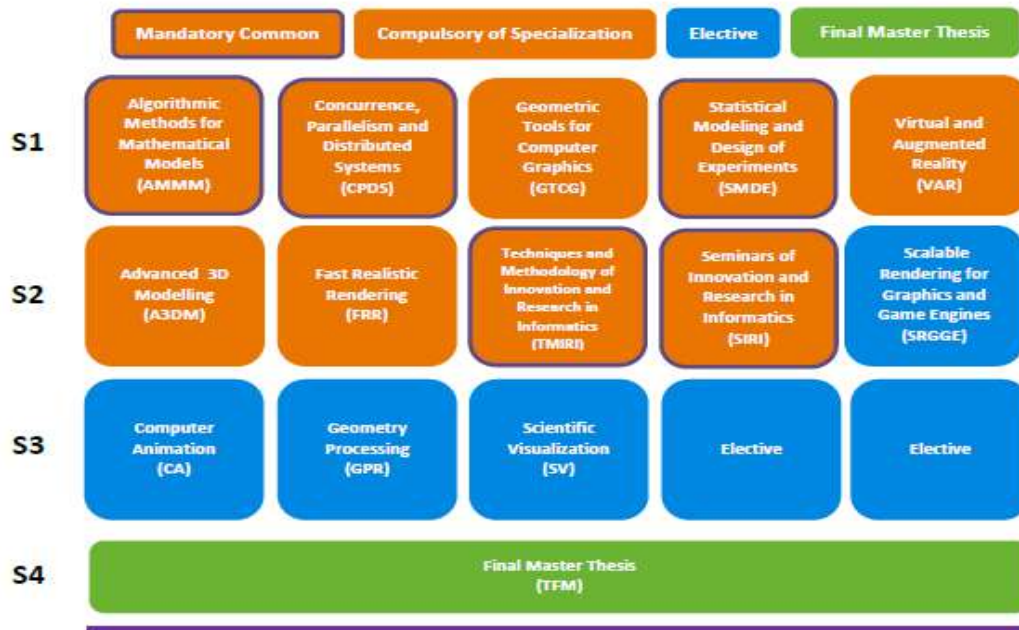 Mandatory Common
Compulsory of Specialization
Elective
Final Master Thesis
S1
Algorithmic
Methods for
Mathematical
Models
(AMMM)
Concurrence,
Parallelism and
Distributed
Systems
(CPDS)
Geometric
Tools for
Computer
Graphics
(GTCG)
Statistical
Modeling and
Design of
Experiments
(SMDE)
Virtual and
Augmented
Reality
(VAR)
S2
Advanced 3D
Modelling
(A3DM)
Fast Realistic
Rendering
(FRR)
Techniques and
Methodology of
Innovation and
Research in
Informatics
(TMIRI)
Seminars of
Innovation and
Research in
Informatics
(SIRI)
Scalable
Rendering for
Graphics and
Game Engines
(SRGGE)
S3
Computer
Animation
(CA)
Geometry
Processing
(GPR)
Scientific
Visualization
(SV)
Elective
Elective
S4
Final Master Thesis
(TFM)